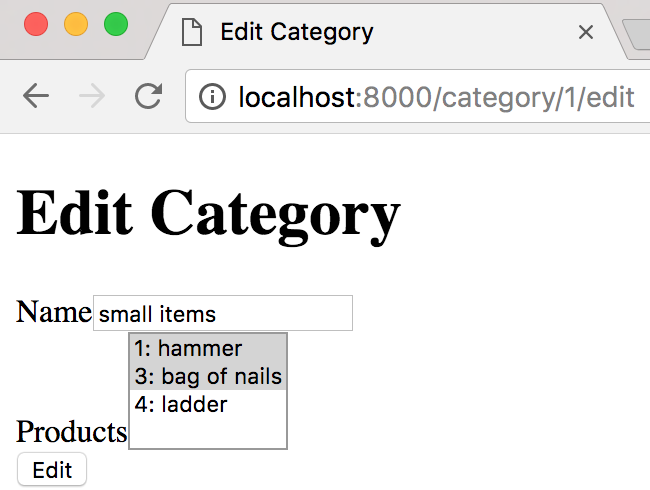 Edit Category
localhost:8000/category/1/edit
Edit Category
Name small items
1: hammer
3: bag of nails
4: ladder
Products
Edit